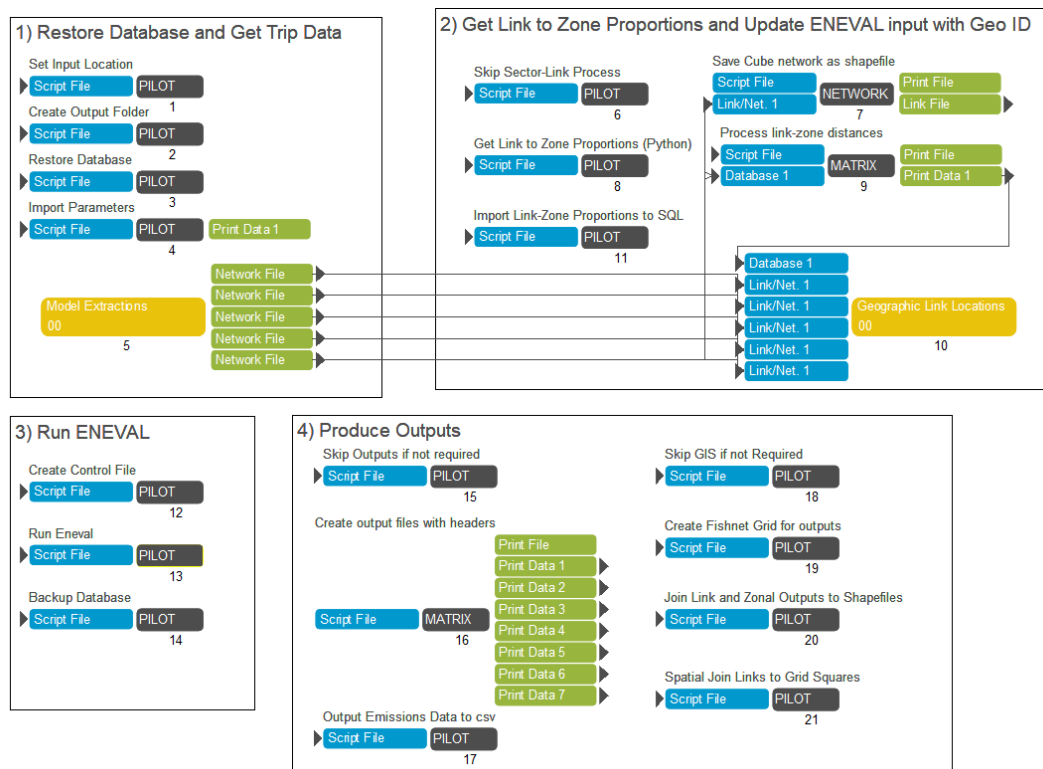 1) Restore Database and Get Trip Data
Set Input Location
Script File PILOT
1
Create Output Folder
Script File PILOT
2
Restore Database
Script File PILOT
3
Import Parameters
Script File PILOT Print Data 1
4
Network File
Network File
Network File
Network File
Network File
Model Extractions
00
5
2) Get Link to Zone Proportions and Update ENEVAL input with Geo ID
Skip Sector-Link Process
Script File PILOT
6
Save Cube network as shapefile
Script File NETWORK Print File
Link/Net. 1 Link File
7
Get Link to Zone Proportions (Python)
Script File PILOT
8
Process link-zone distances
Script File MATRIX Print File
Database 1 Print Data 1
9
Import Link-Zone Proportions to SQL
Script File PILOT
11
Database 1
Link/Net. 1
Link/Net. 1
Link/Net. 1
Link/Net. 1
Link/Net. 1
Geographic Link Locations
00
10
3) Run ENEVAL
Create Control File
Script File PILOT
12
Run Eneval
Script File PILOT
13
Backup Database
Script File PILOT
14
4) Produce Outputs
Skip Outputs if not required
Script File PILOT
15
Create output files with headers
Script File MATRIX
16
Print File
Print Data 1
Print Data 2
Print Data 3
Print Data 4
Print Data 5
Print Data 6
Print Data 7
Output Emissions Data to csv
Script File PILOT
17
Skip GIS if not Required
Script File PILOT
18
Create Fishnet Grid for outputs
Script File PILOT
19
Join Link and Zonal Outputs to Shapefiles
Script File PILOT
20
Spatial Join Links to Grid Squares
Script File PILOT
21